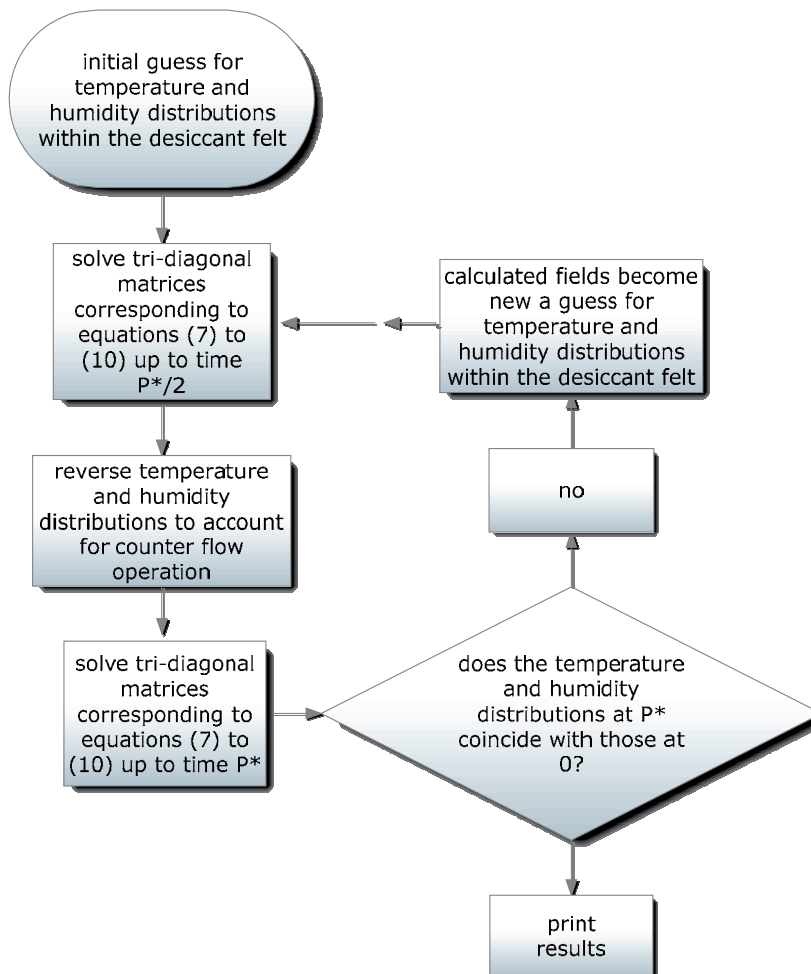 initial guess for
temperature and
humidity distributions
within the desiccant felt
solve tri-diagonal
matrices
corresponding to
equations (7) to
(10) up to time
P*/2
calculated fields become
new a guess for
temperature and
humidity distributions
within the desiccant felt
reverse temperature
and humidity
distributions to account
for counter flow
operation
no
solve tri-diagonal
matrices
corresponding to
equations (7) to
(10) up to time P*
does the temperature
and humidity
distributions at P*
coincide with those at
0?
print
results